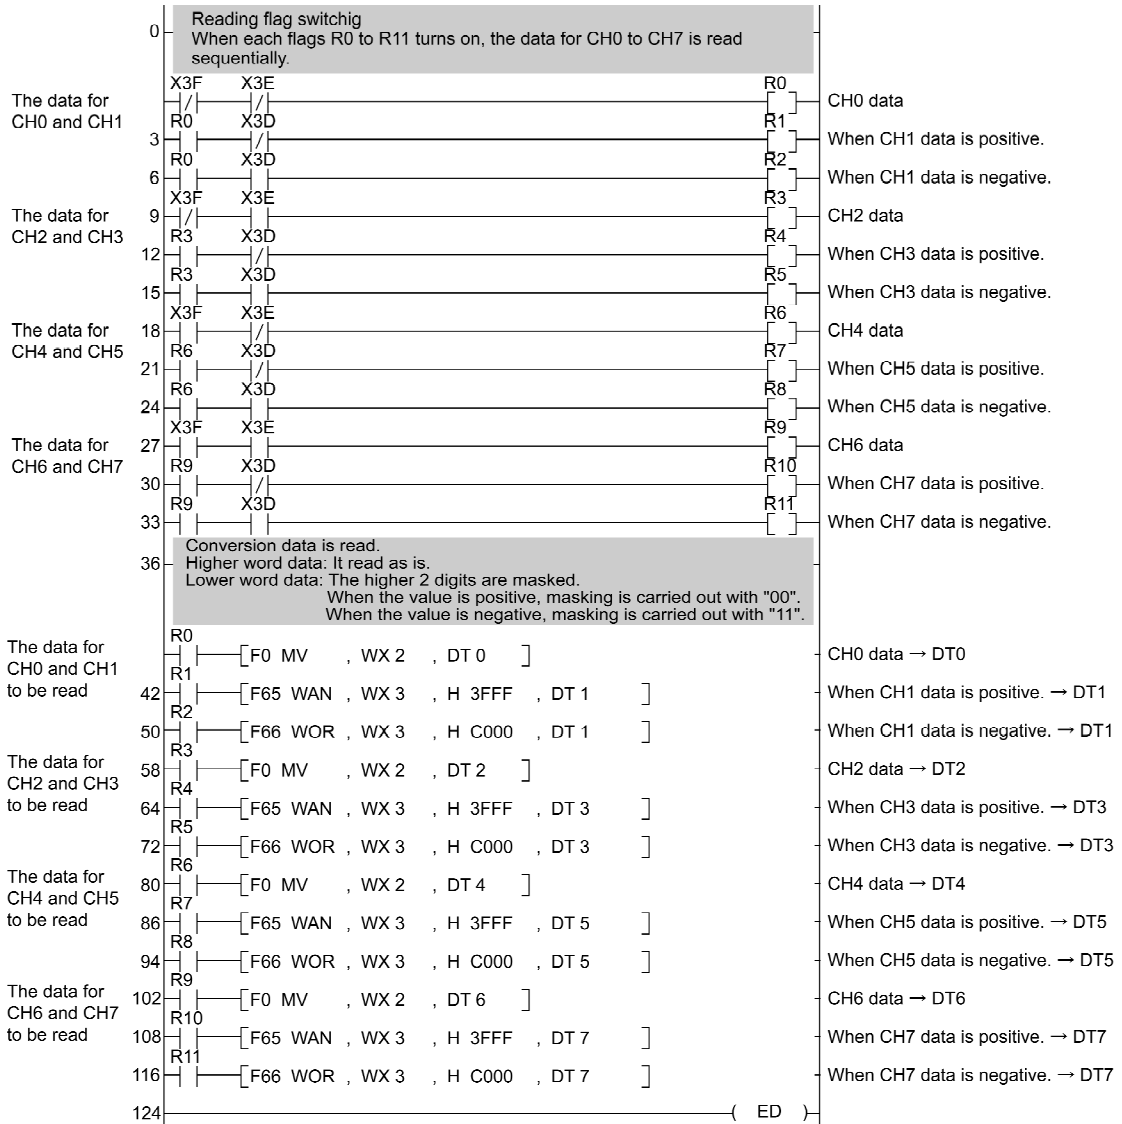 Reading flag switchig
0
When each flags R0 to R11 turns on, the data for CH0 to CH7 is read
sequentially.
X3F X3E R0
The data for CH0 data
CH0 and CH1
R0 X3D R1
3 When CH1 data is positive.
R0 X3D R2
6 When CH1 data is negative.
X3F X3E R3
The data for 9 CH2 data
CH2 and CH3
R3 X3D R4
12 When CH3 data is positive.
R3 X3D R5
15 When CH3 data is negative.
X3F X3E R6
The data for 18 CH4 data
CH4 and CH5
R6 X3D R7
21 When CH5 data is positive.
R6 X3D R8
24 When CH5 data is negative.
X3F X3E R9
The data for 27 CH6 data
CH6 and CH7
R9 X3D R10
30 When CH7 data is positive.
R9 X3D R11
33 When CH7 data is negative.
Conversion data is read.
36 Higher word data: It read as is.
Lower word data: The higher 2 digits are masked.
When the value is positive, masking is carried out with "00".
When the value is negative, masking is carried out with "11".
R0
The data for
CH0 and CH1
to be read
[F0 MV , WX 2 , DT 0 ] CH0 data → DT0
R1
42 [F65 WAN , WX 3 , H 3FFF , DT 1 ] When CH1 data is positive. → DT1
R2
50 [F66 WOR , WX 3 , H C000 , DT 1 ] When CH1 data is negative. → DT1
R3
The data for
CH2 and CH3
to be read
58 [F0 MV , WX 2 , DT 2 ] CH2 data → DT2
R4
64 [F65 WAN , WX 3 , H 3FFF , DT 3 ] When CH3 data is positive. → DT3
R5
72 [F66 WOR , WX 3 , H C000 , DT 3 ] When CH3 data is negative. → DT3
R6
The data for
CH4 and CH5
to be read
80 [F0 MV , WX 2 , DT 4 ] CH4 data → DT4
R7
86 [F65 WAN , WX 3 , H 3FFF , DT 5 ] When CH5 data is positive. → DT5
R8
94 [F66 WOR , WX 3 , H C000 , DT 5 ] When CH5 data is negative. → DT5
R9
The data for
CH6 and CH7
to be read
102 [F0 MV , WX 2 , DT 6 ] CH6 data → DT6
R10
108 [F65 WAN , WX 3 , H 3FFF , DT 7 ] When CH7 data is positive. → DT7
R11
116 [F66 WOR , WX 3 , H C000 , DT 7 ] When CH7 data is negative. → DT7
124 ( ED )